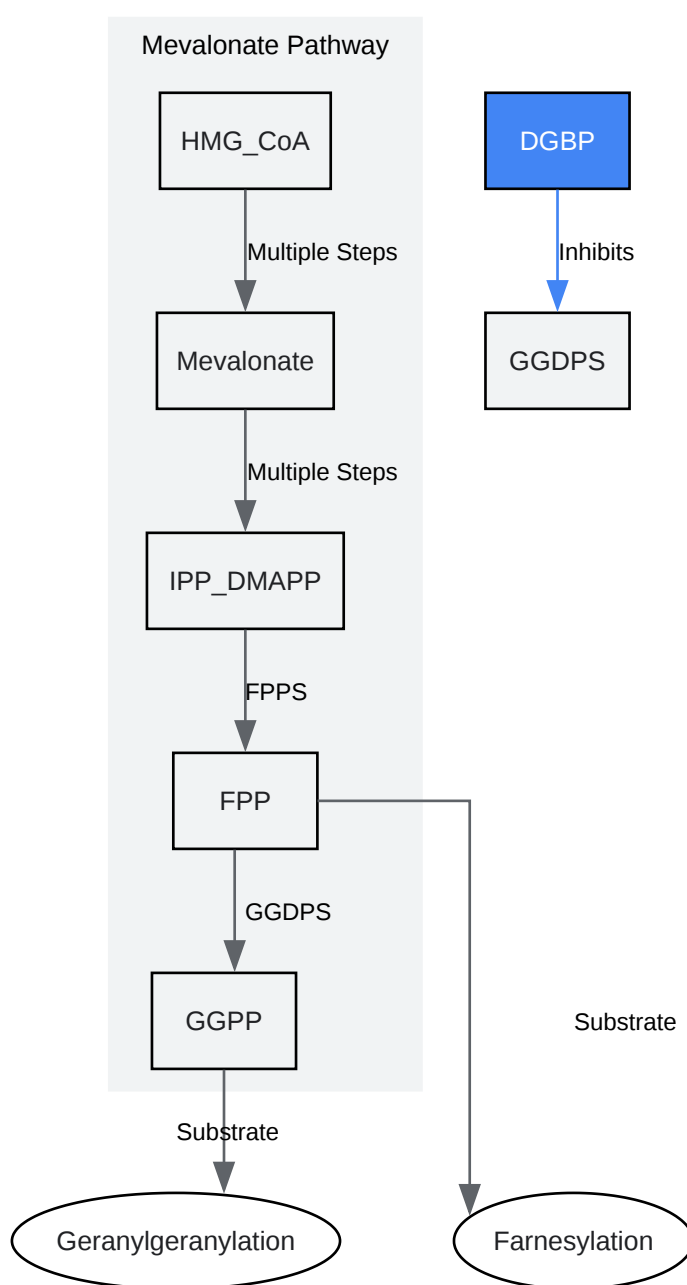 Mevalonate Pathway
HMG_CoA
DGBP
Multiple Steps
Inhibits
Mevalonate
GGDPS
Multiple Steps
IPP_DMAPP
FPPS
FPP
GGDPS
GGPP
Substrate
Substrate
Geranylgeranylation
Farnesylation